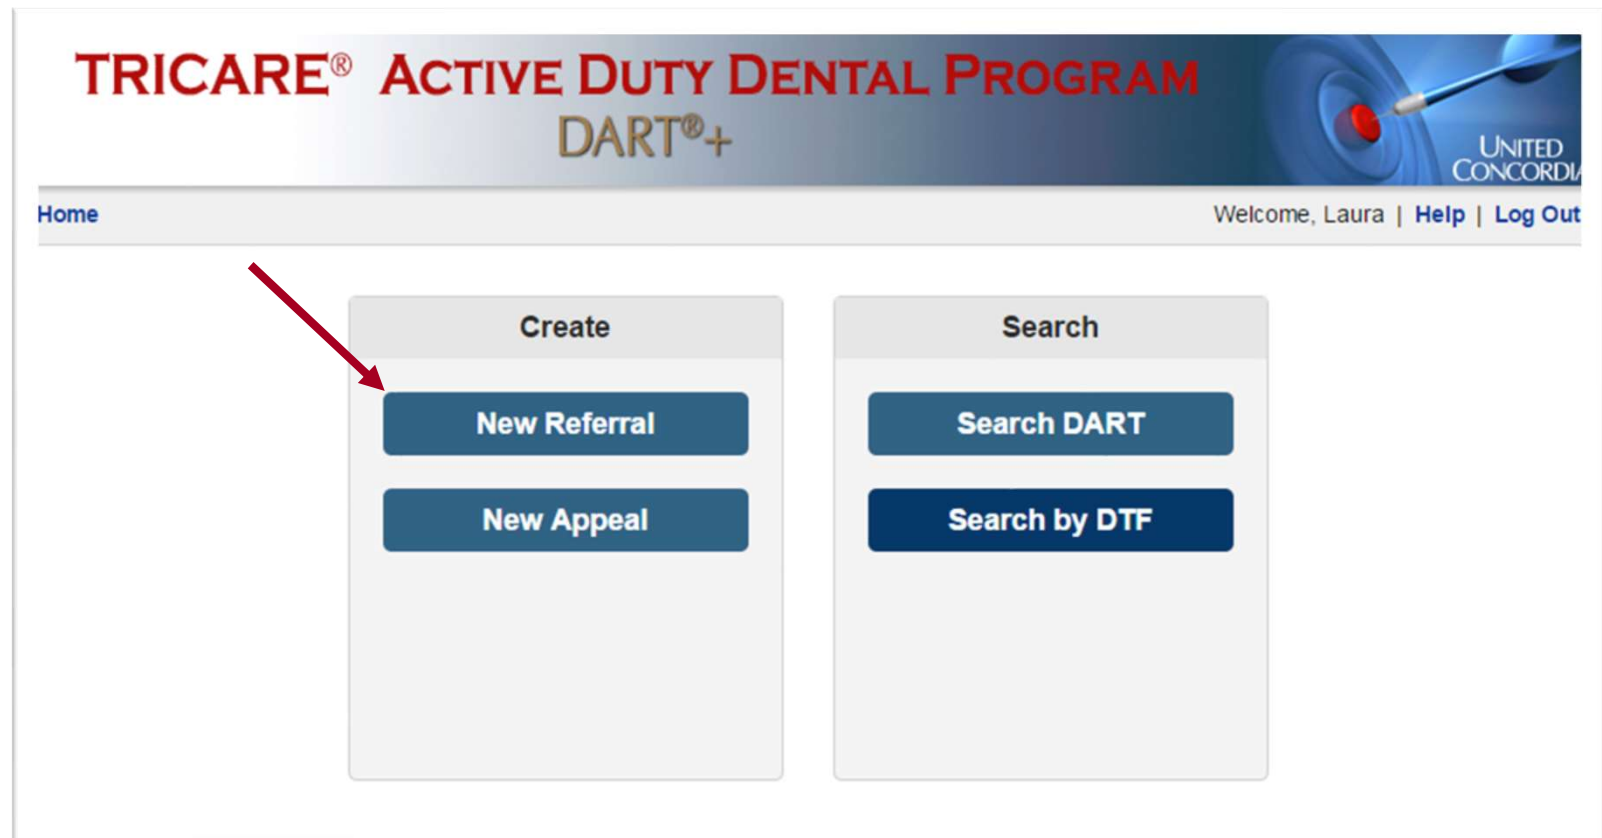 TRICARE® ACTIVE DUTY DENTAL PROGRAM
DART®+
UNITED
CONCORDIA
Home
Welcome, Laura | Help | Log Out
Create
New Referral
New Appeal
Search
Search DART
Search by DTF